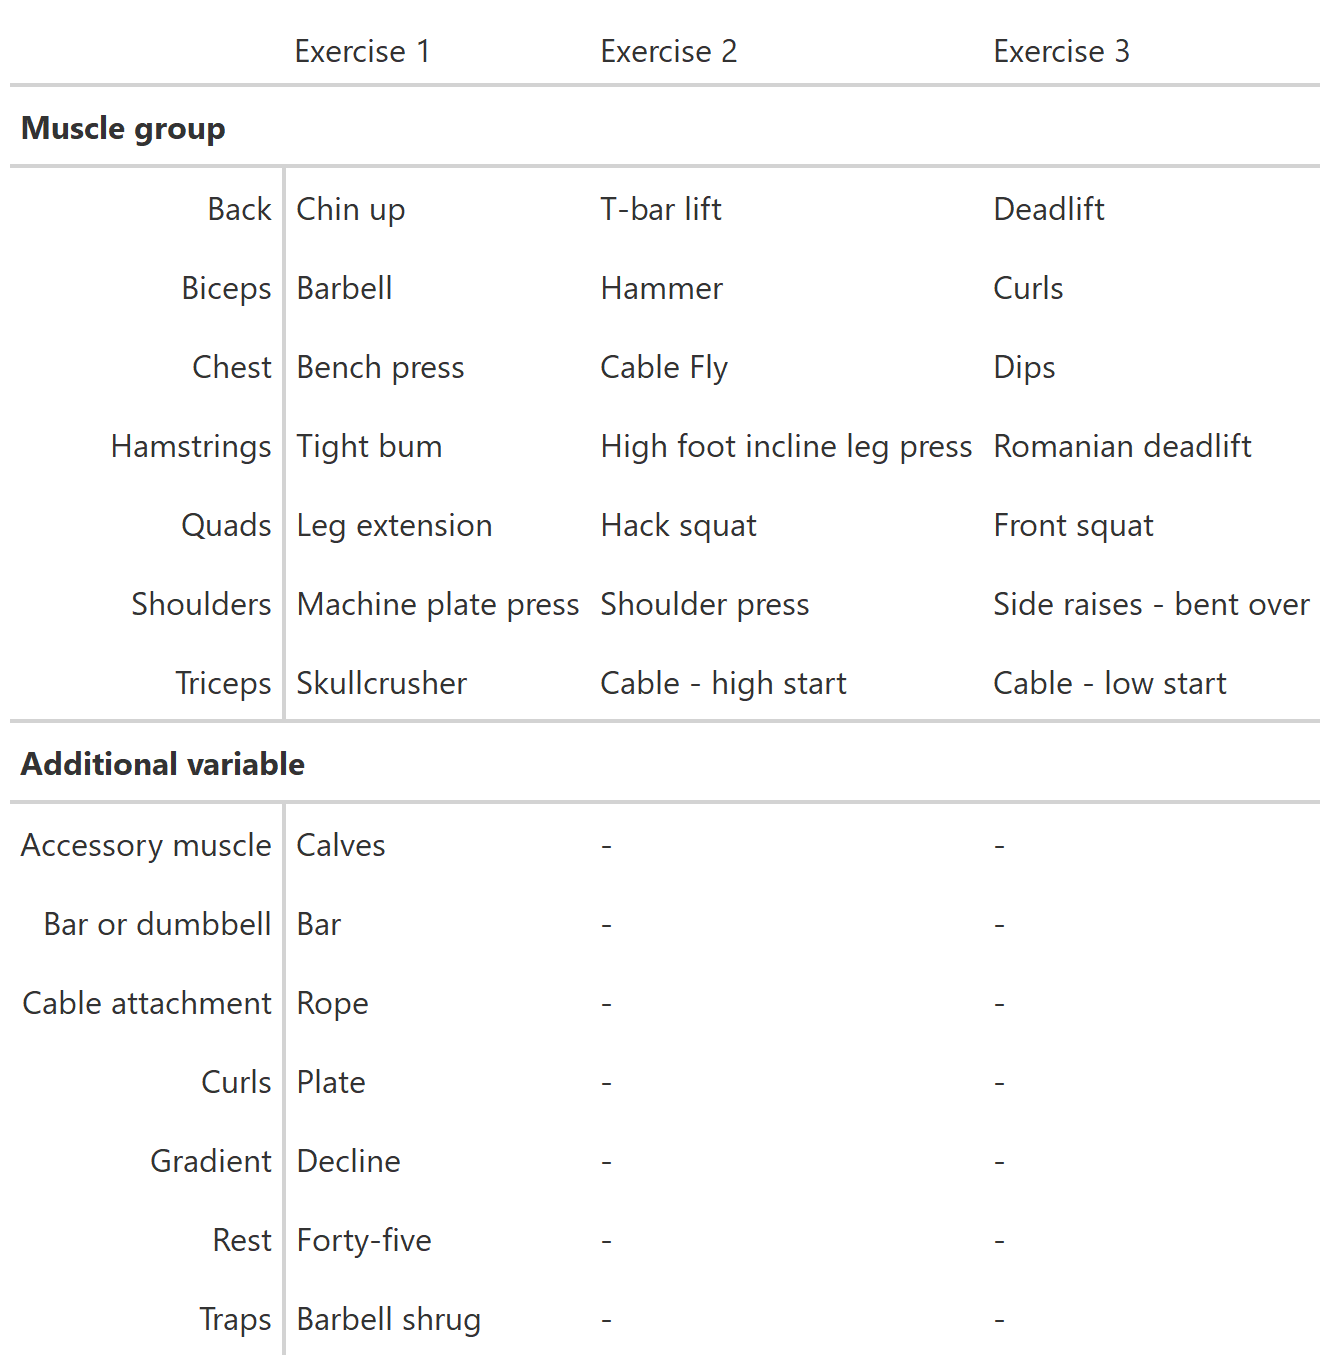 Exercise 1 Exercise 2 Exercise 3
Muscle group
Back Chin up T-bar lift Deadlift
Biceps Barbell Hammer Curls
Chest Bench press Cable Fly Dips
Hamstrings Tight bum High foot incline leg press Romanian deadlift
Quads Leg extension Hack squat Front squat
Shoulders Machine plate press Shoulder press Side raises - bent over
Triceps Skullcrusher Cable - high start Cable - low start
Additional variable
Accessory muscle Calves - -
Bar or dumbbell Bar - -
Cable attachment Rope - -
Curls Plate - -
Gradient Decline - -
Rest Forty-five - -
Traps Barbell shrug - -